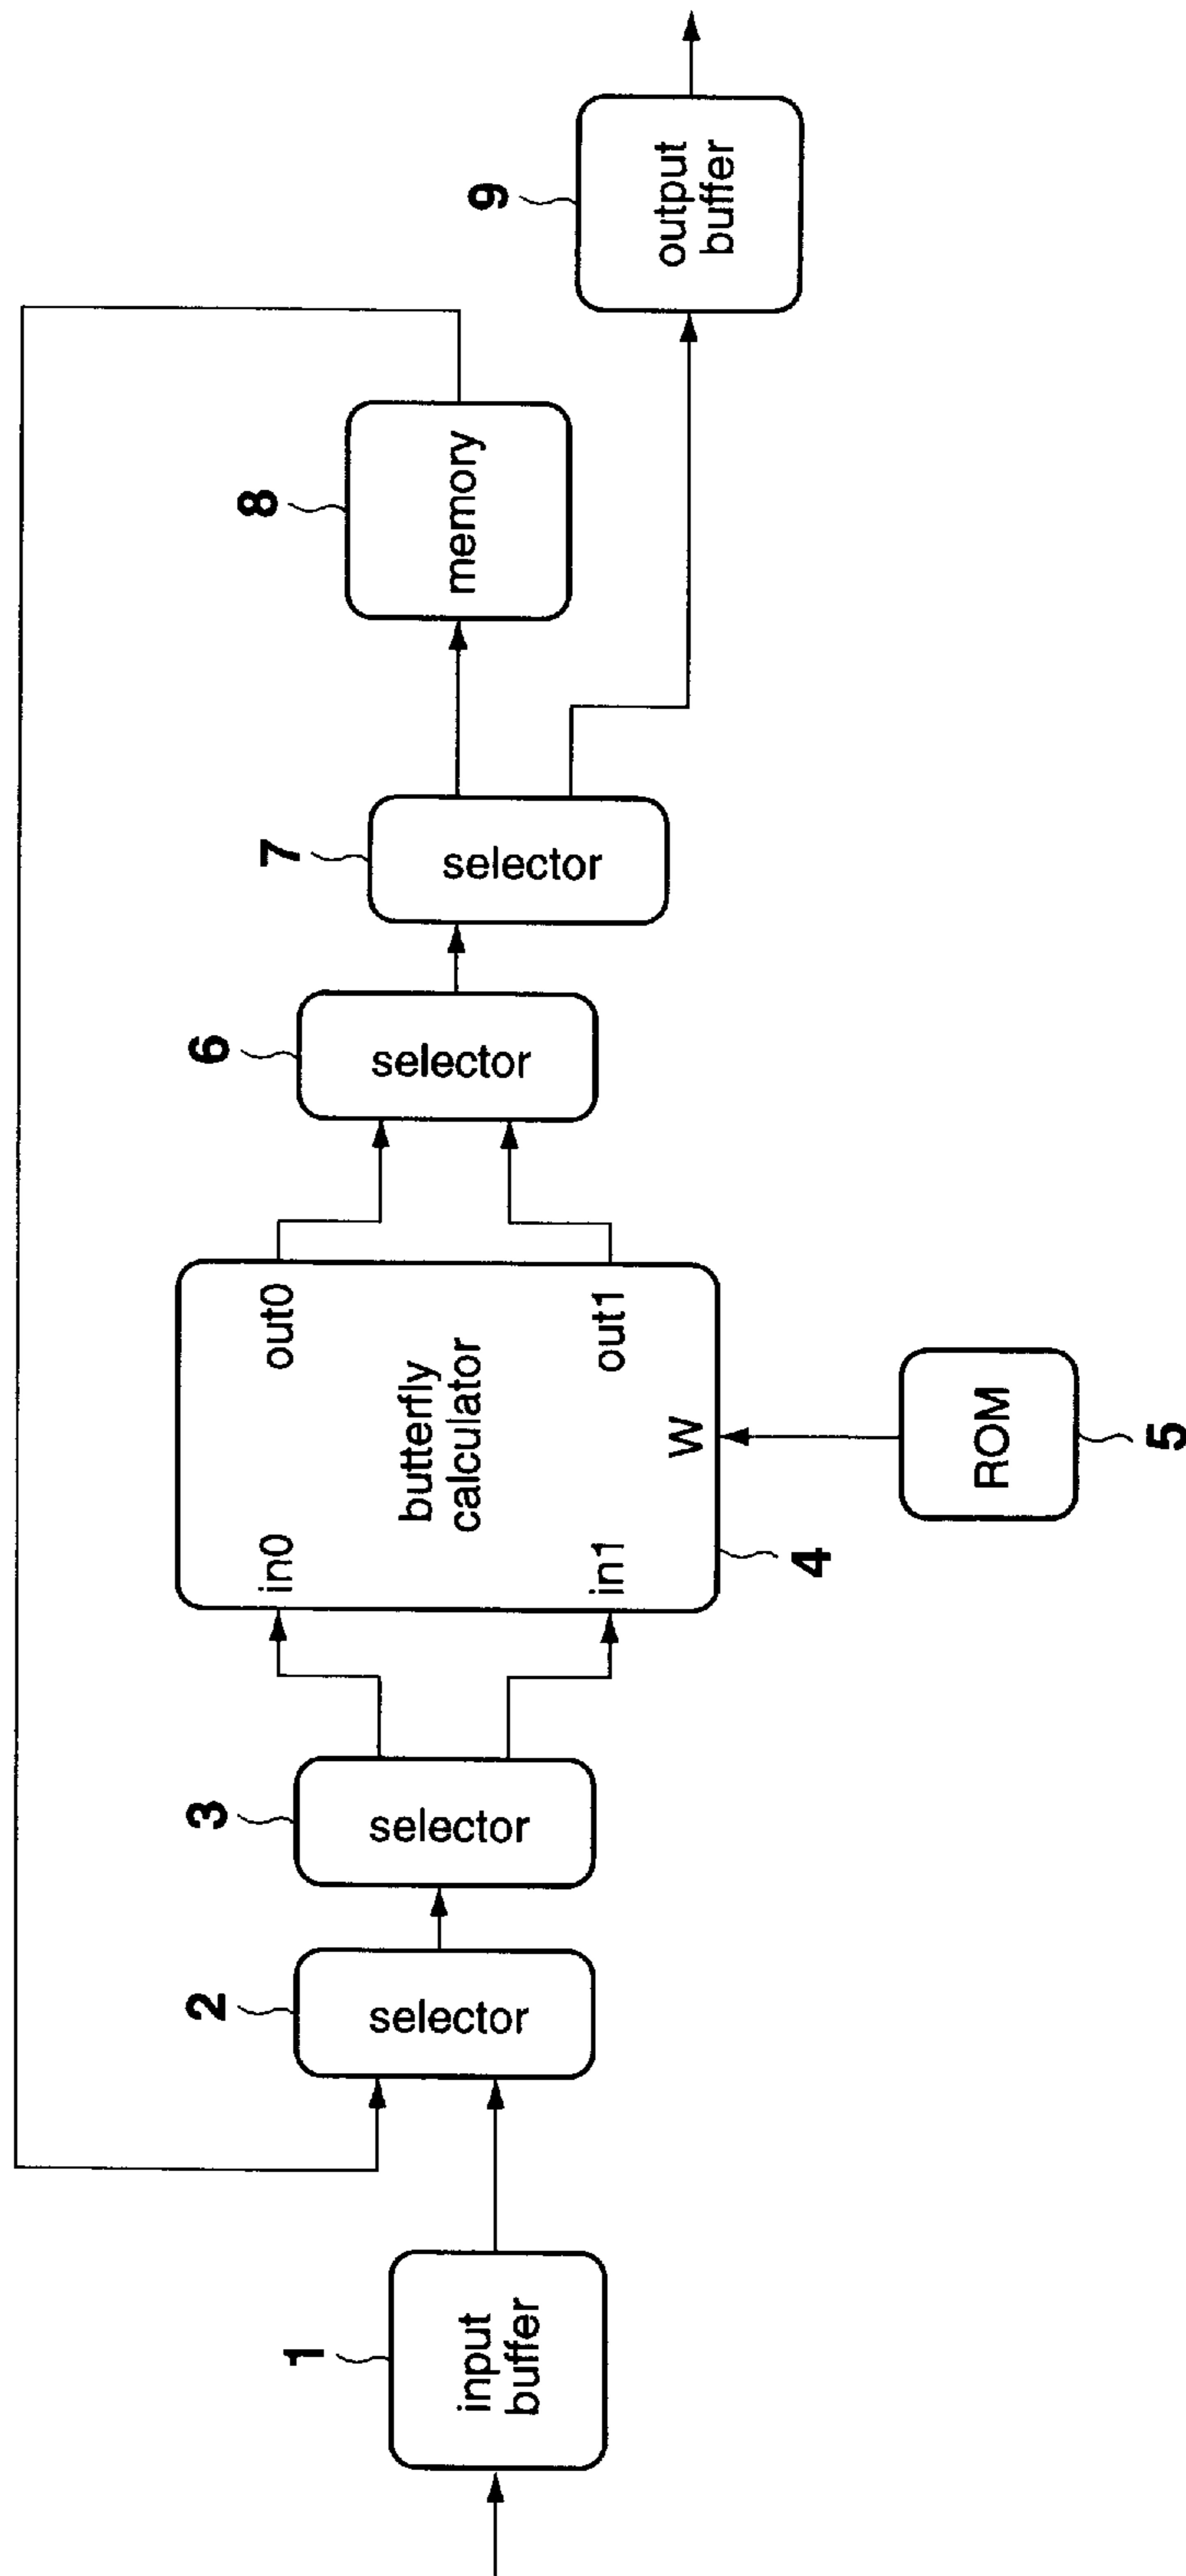 1
input
buffer
2
selector
3
selector
4
in0
in1
butterfly
calculator
out0
out1
W
ROM
5
6
selector
7
selector
8
memory
9
output
buffer